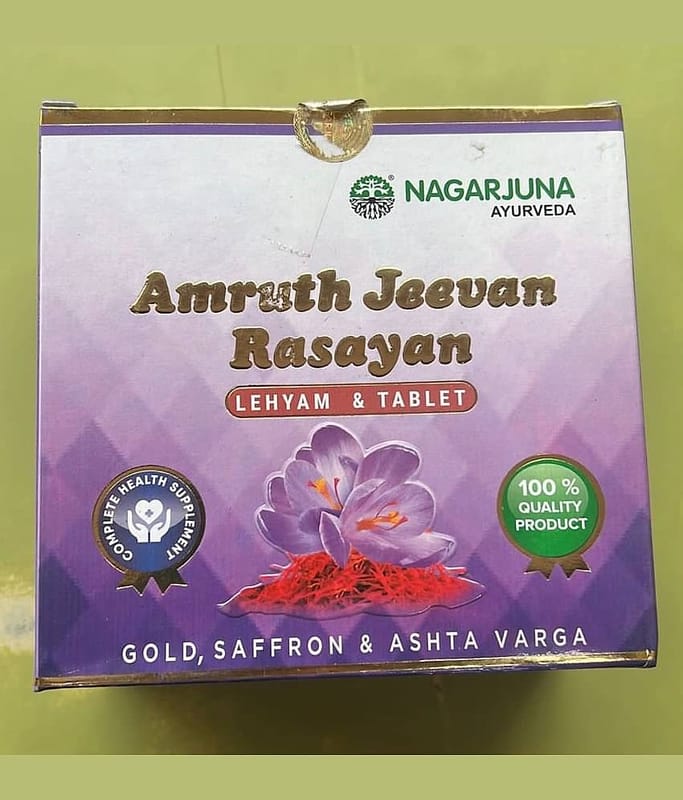 NAGARJUNA®
AYURVEDA
Amruth Jeevan
Rasayan
LEHYAM & TABLET
COMPLETE HEALTH SUPPLEMENT
100 %
QUALITY
PRODUCT
GOLD, SAFFRON & ASHTA VARGA